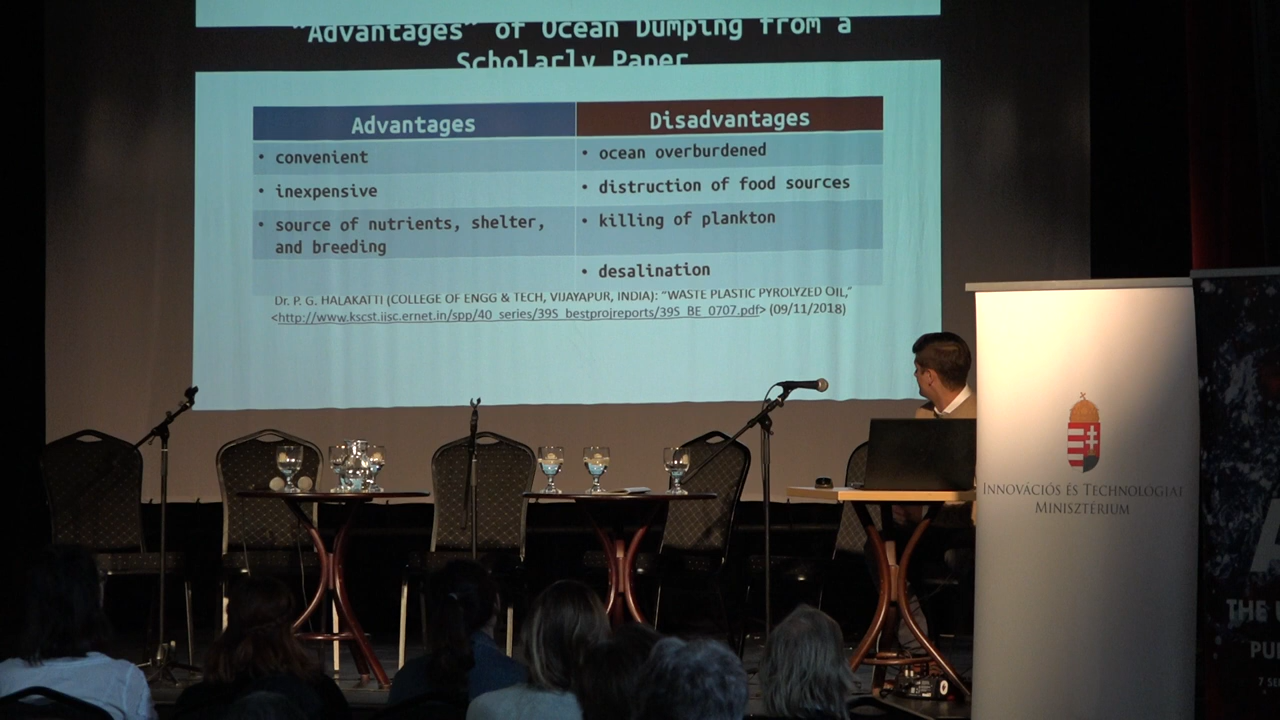 "Advantages" of Ocean Dumping from a
Scholarly Paper
Advantages
Disadvantages
• convenient
• ocean overburdened
• inexpensive
• distruction of food sources
• source of nutrients, shelter,
and breeding
• killing of plankton
• desalination
Dr. P. G. HALAKATTI (COLLEGE OF ENGG & TECH, VIJAYAPUR, INDIA): "WASTE PLASTIC PYROLYZED OIL,"
<http://www.kscst.iisc.ernet.in/spp/40_series/39S_bestprojreports/39S_BE_0707.pdf> (09/11/2018)
INNOVÁCIÓS ÉS TECHNOLÓGIAI
MINISZTÉRIUM
THE